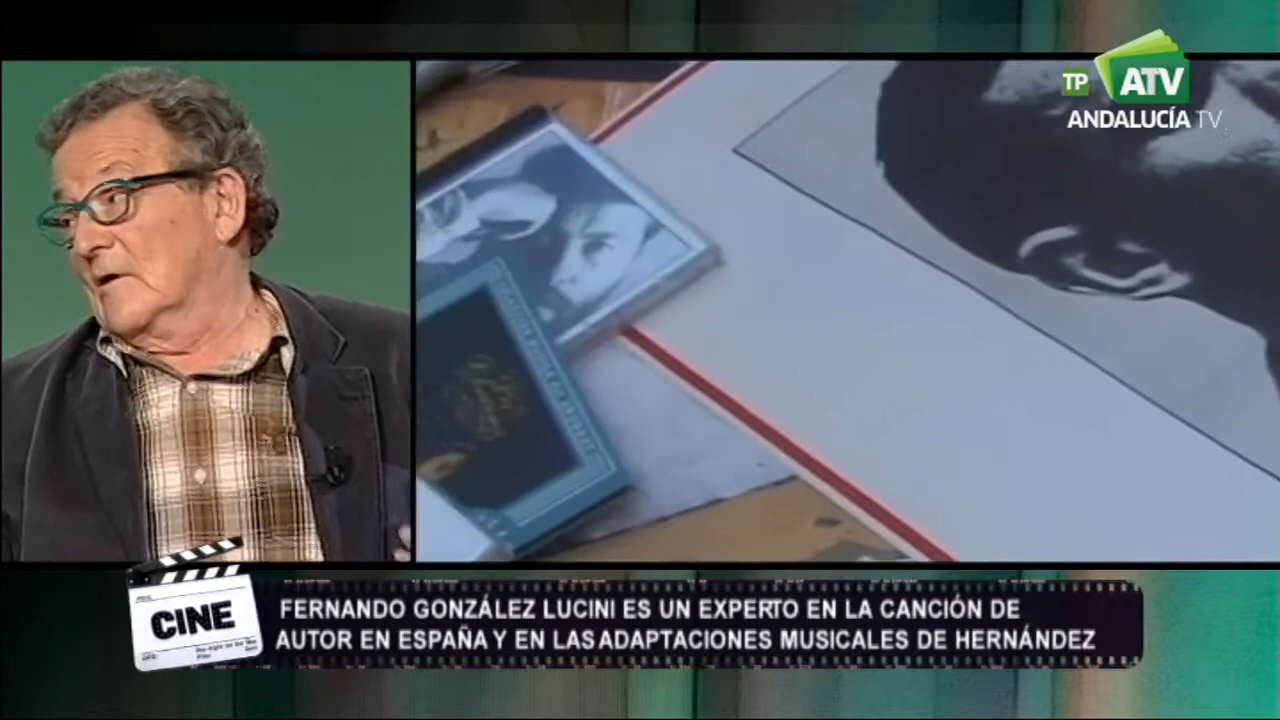 TP
ATV
ANDALUCÍA TV
CINE
FERNANDO GONZÁLEZ LUCINI ES UN EXPERTO EN LA CANCIÓN DE
AUTOR EN ESPAÑA Y EN LAS ADAPTACIONES MUSICALES DE HERNÁNDEZ